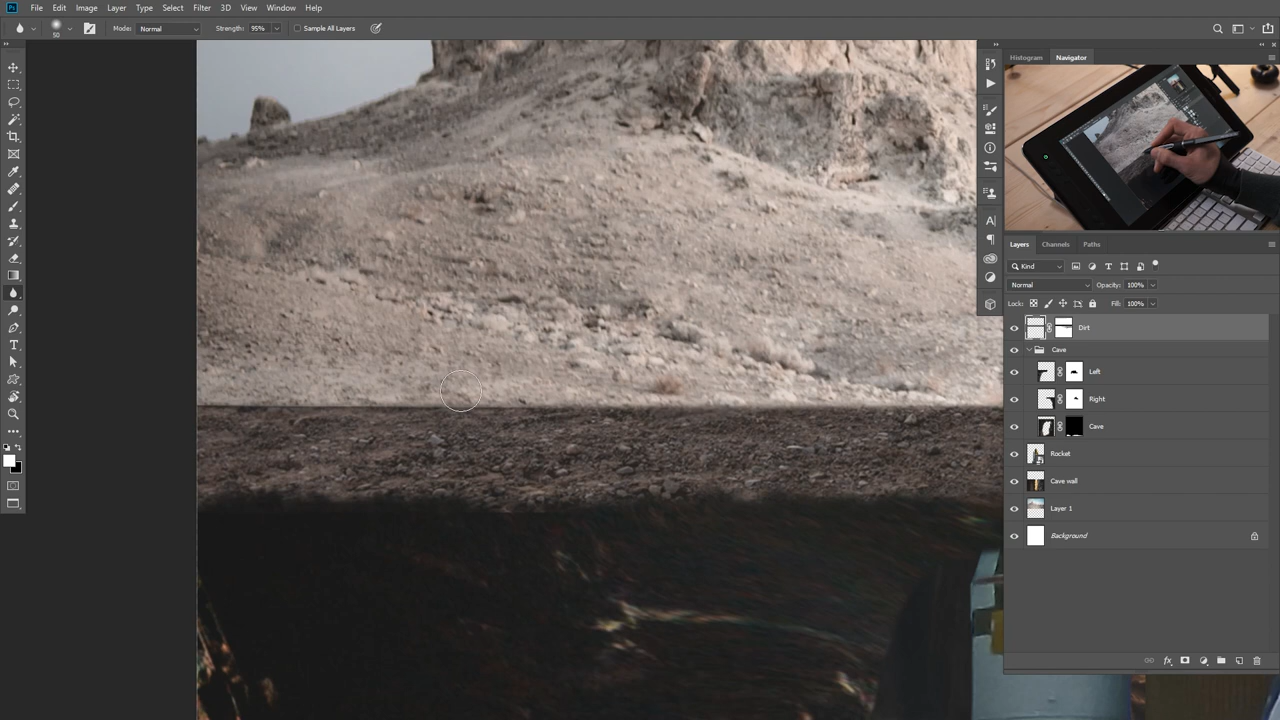 Ps File Edit Image Layer Type Select Filter 3D View Window Help
50 Mode: Normal Strength: 95% Sample All Layers
Histogram Navigator
Layers Channels Paths
Kind
Normal Opacity: 100%
Lock: Fill: 100%
Dirt
Cave
Left
Right
Cave
Rocket
Cave wall
Layer 1
Background